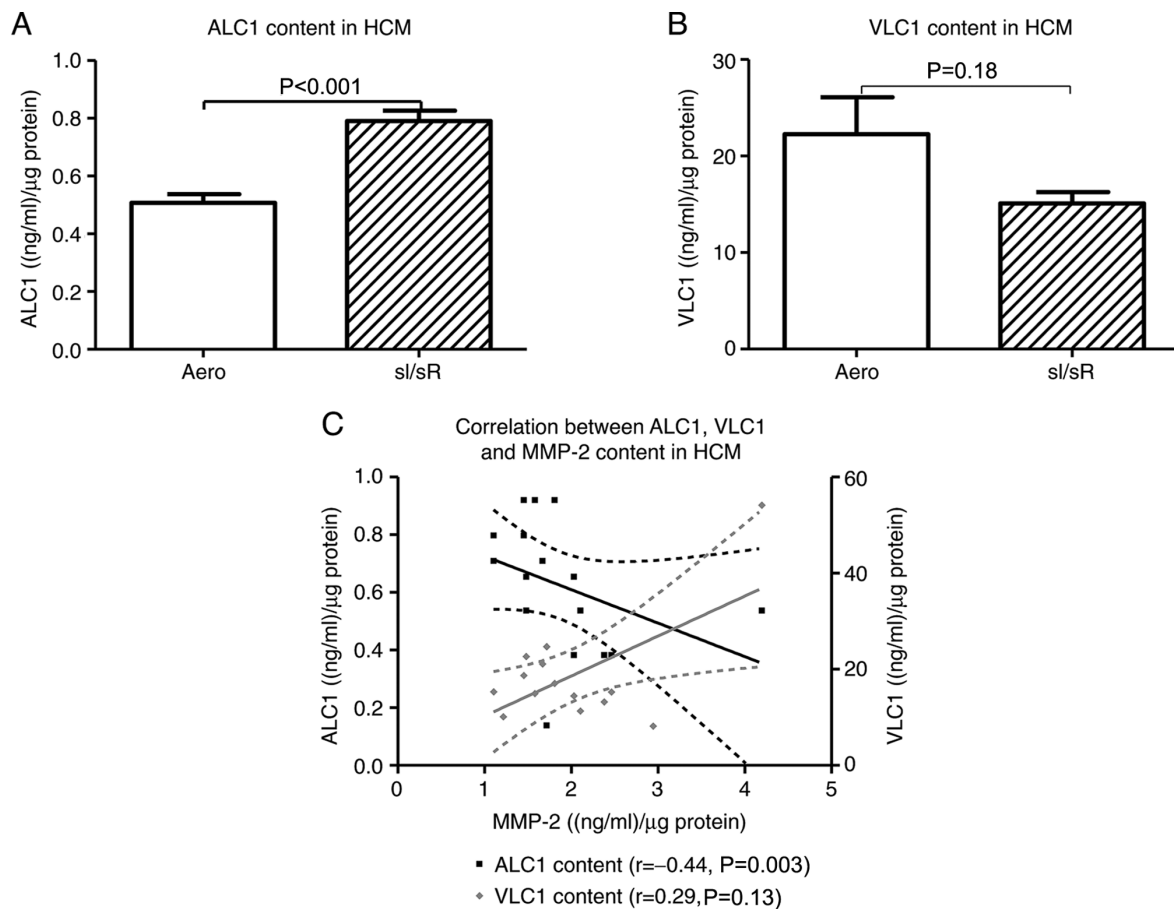 A
ALC1 content in HCM
ALC1 ((ng/ml)/μg protein)
1.0
0.8
0.6
0.4
0.2
0.0
P<0.001
Aero
sI/sR
B
VLC1 content in HCM
VLC1 ((ng/ml)/μg protein)
30
20
10
0
P=0.18
Aero
sI/sR
C
Correlation between ALC1, VLC1
and MMP-2 content in HCM
ALC1 ((ng/ml)/μg protein)
1.0
0.8
0.6
0.4
0.2
0.0
60
40
20
0
VLC1 ((ng/ml)/μg protein)
0 1 2 3 4 5
MMP-2 ((ng/ml)/μg protein)
ALC1 content (r=−0.44, P=0.003)
VLC1 content (r=0.29,P=0.13)